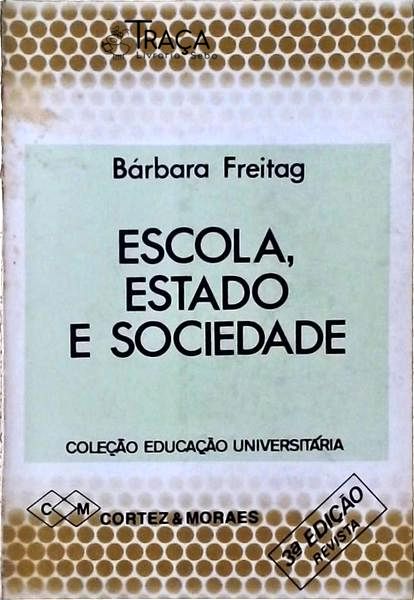 TRAÇA
Livraria Sebo
Bárbara Freitag
ESCOLA,
ESTADO
E SOCIEDADE
COLEÇÃO EDUCAÇÃO UNIVERSITÁRIA
C M
CORTEZ & MORAES
3ª EDIÇÃO
REVISTA